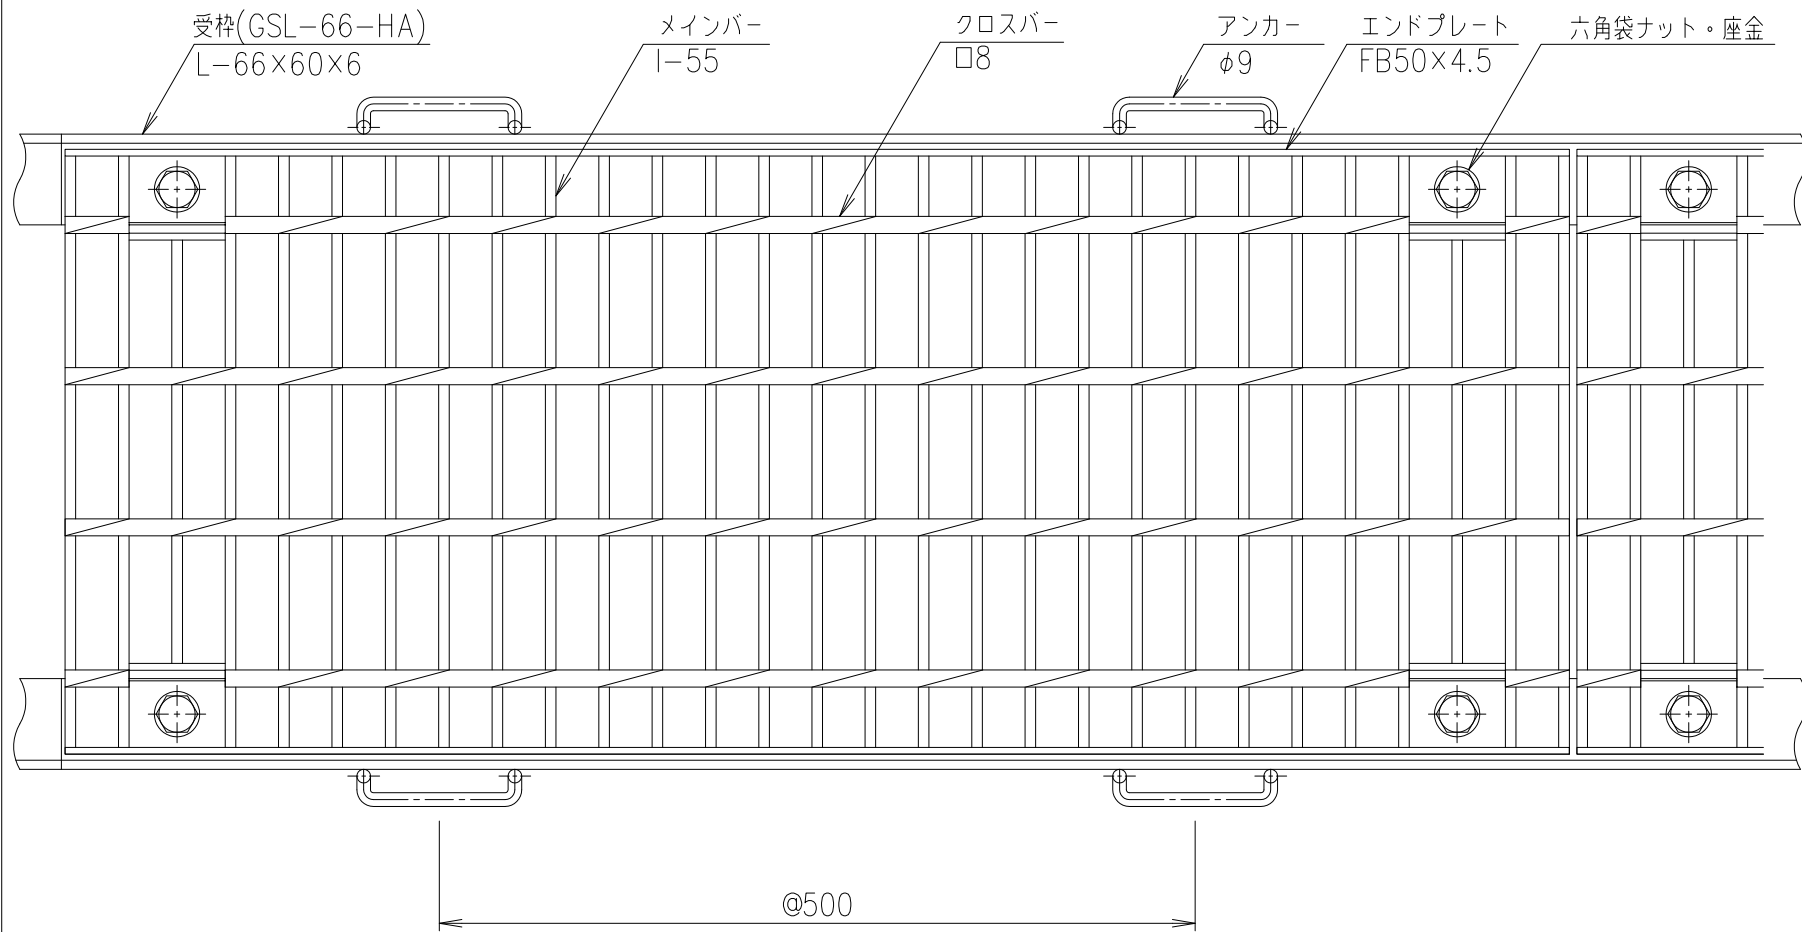 受枠(GSL-66-HA)
L-66×60×6
メインバー
I-55
クロスバー
□8
アンカー
φ9
エンドプレート
FB50×4.5
六角袋ナット・座金
@500